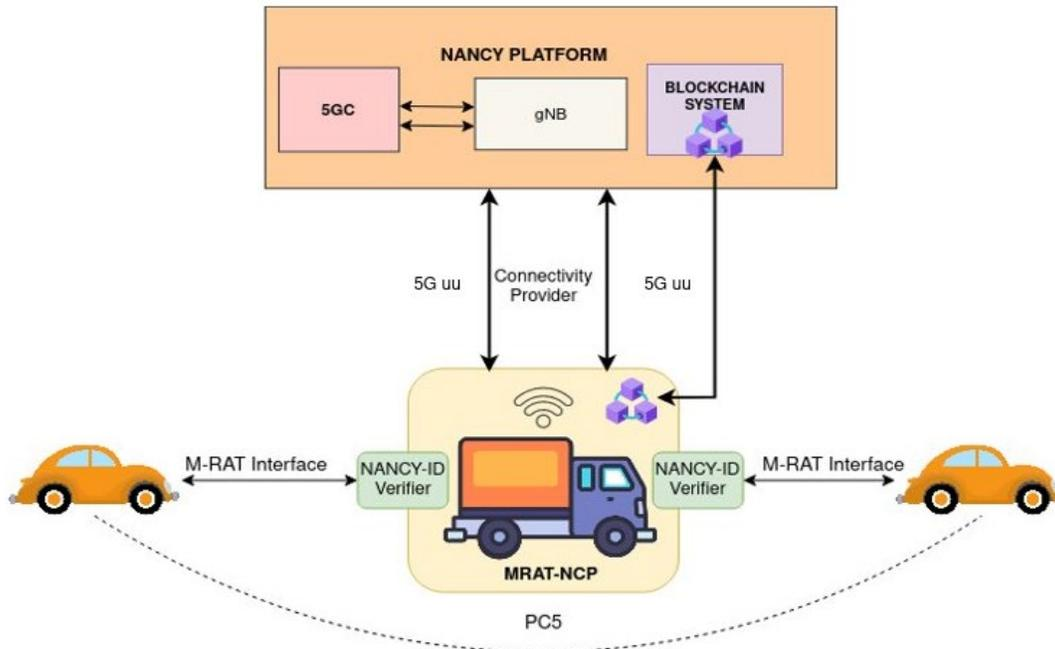 NANCY PLATFORM
5GC
gNB
BLOCKCHAIN
SYSTEM
5G uu
Connectivity
Provider
5G uu
M-RAT Interface
NANCY-ID
Verifier
NANCY-ID
Verifier
M-RAT Interface
MRAT-NCP
PC5